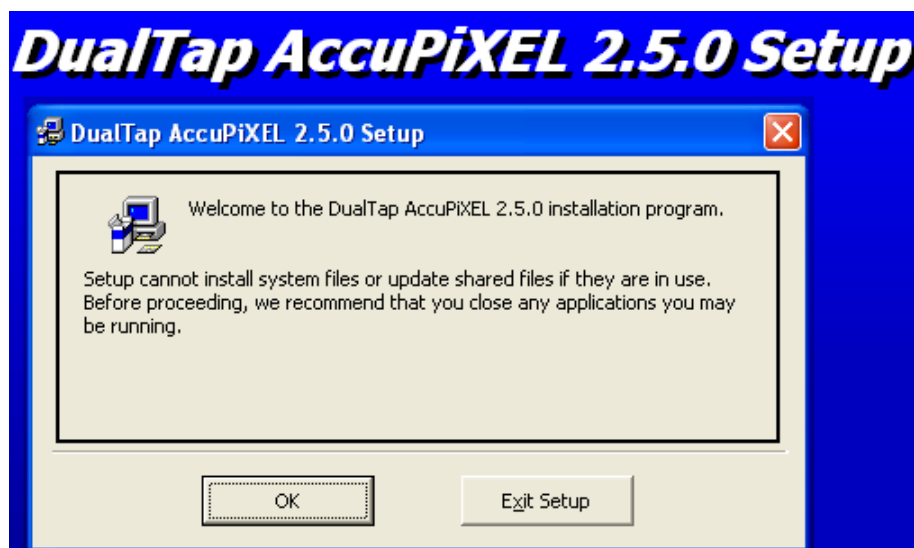 DualTap AccuPiXEL 2.5.0 Setup
DualTap AccuPiXEL 2.5.0 Setup
Welcome to the DualTap AccuPiXEL 2.5.0 installation program.
Setup cannot install system files or update shared files if they are in use.
Before proceeding, we recommend that you close any applications you may
be running.
OK
Exit Setup